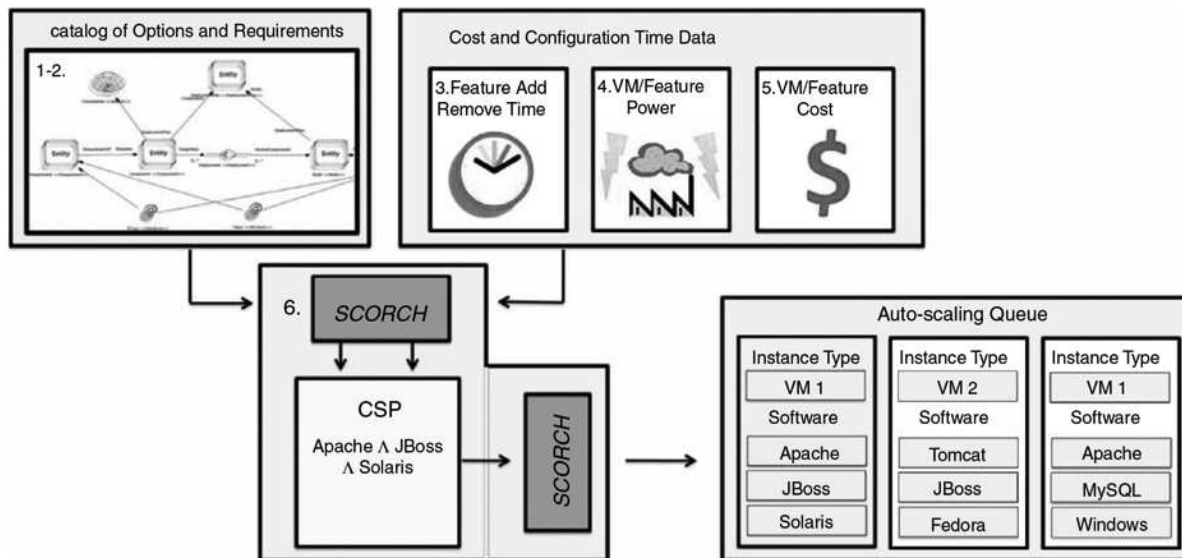 catalog of Options and Requirements
1-2.
Entity
Entity
Entity
Entity
Cost and Configuration Time Data
3.Feature Add
Remove Time
4.VM/Feature
Power
5.VM/Feature
Cost
$
6.
SCORCH
CSP
Apache Λ JBoss
Λ Solaris
SCORCH
Auto-scaling Queue
Instance Type
VM 1
Software
Apache
JBoss
Solaris
Instance Type
VM 2
Software
Tomcat
JBoss
Fedora
Instance Type
VM 1
Software
Apache
MySQL
Windows